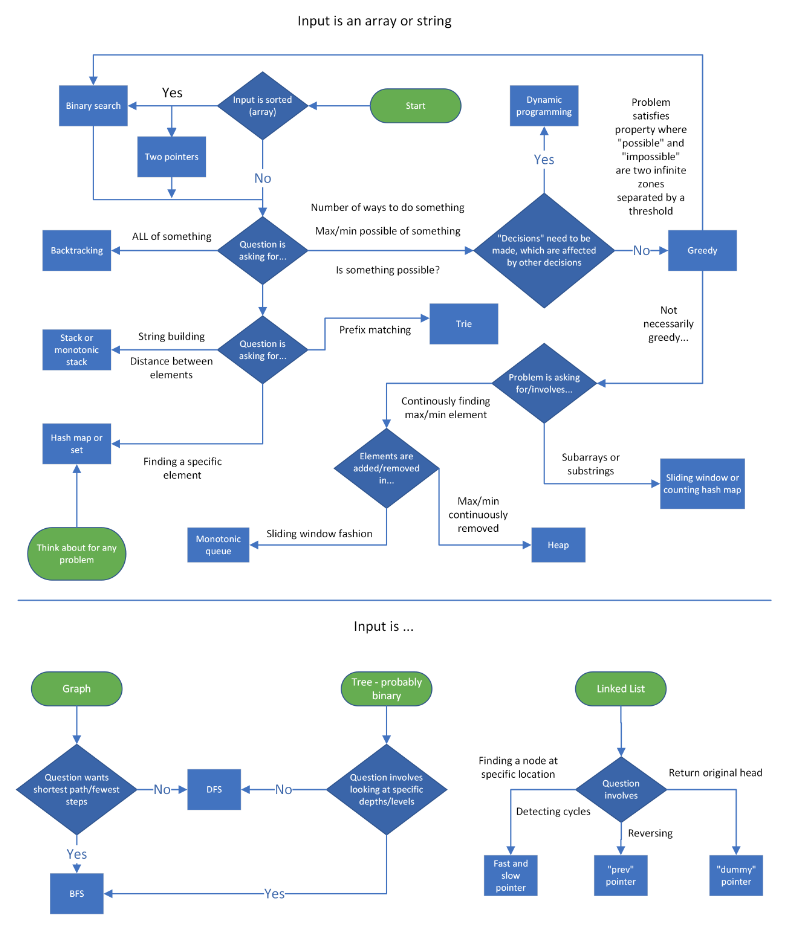 Input is an array or string
Binary search
Yes
Input is sorted
(array)
Start
Dynamic
programming
Problem
satisfies
property where
"possible" and
"impossible"
are two infinite
zones
separated by a
threshold
Two pointers
No
Yes
Number of ways to do something
Max/min possible of something
Is something possible?
Backtracking
ALL of something
Question is
asking for...
"Decisions" need to be
made, which are affected
by other decisions
No
Greedy
Not
necessarily
greedy...
Stack or
monotonic
stack
String building
Distance between
elements
Question is
asking for...
Prefix matching
Trie
Problem is asking
for/involves...
Continously finding
max/min element
Hash map or
set
Finding a specific
element
Elements are
added/removed
in...
Subarrays or
substrings
Sliding window or
counting hash map
Max/min
continuously
removed
Think about for any
problem
Monotonic
queue
Sliding window fashion
Heap
Input is ...
Graph
Tree - probably
binary
Linked List
Question wants
shortest path/fewest
steps
No
DFS
No
Question involves
looking at specific
depths/levels
Finding a node at
specific location
Detecting cycles
Question
involves
Return original head
Reversing
Yes
BFS
Yes
Fast and
slow
pointer
"prev"
pointer
"dummy"
pointer